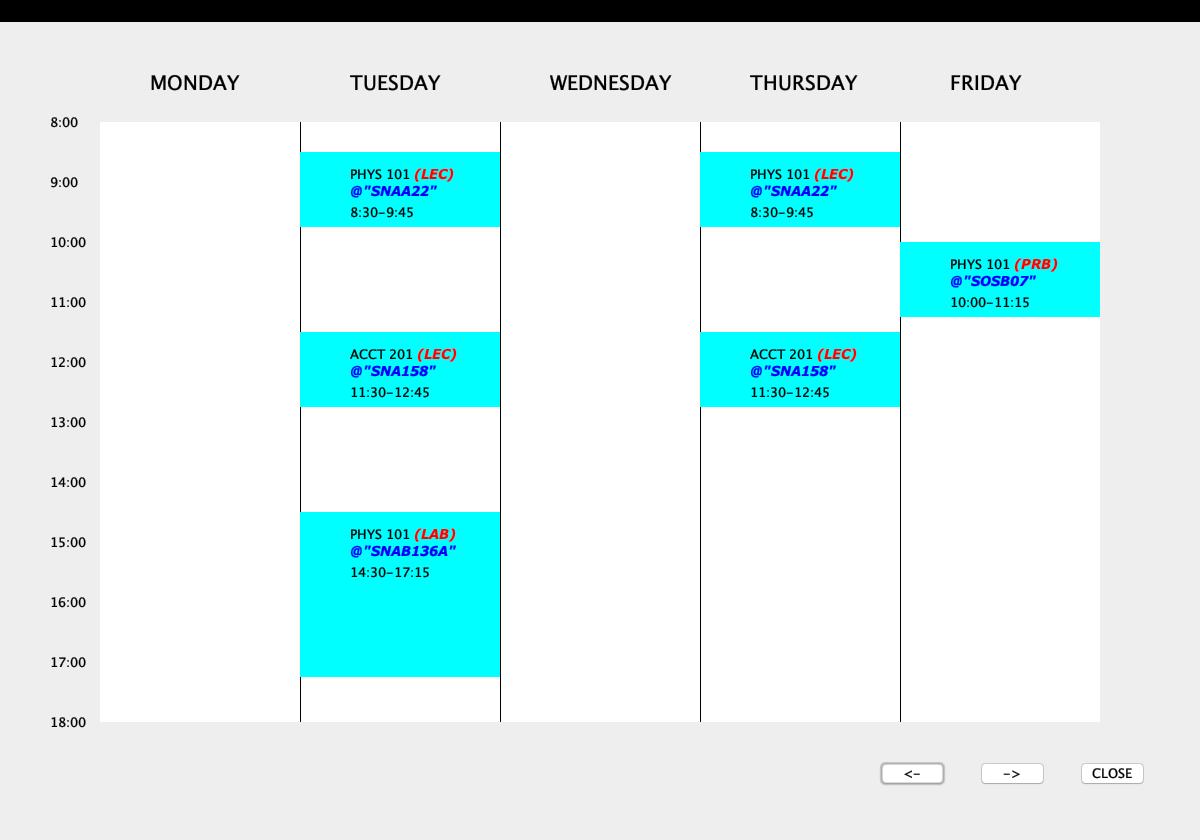 MONDAY TUESDAY WEDNESDAY THURSDAY FRIDAY
8:00
PHYS 101 (LEC)
@"SNAA22"
8:30-9:45
PHYS 101 (LEC)
@"SNAA22"
8:30-9:45
9:00
10:00
PHYS 101 (PRB)
@"SOSB07"
10:00-11:15
11:00
ACCT 201 (LEC)
@"SNA158"
11:30-12:45
ACCT 201 (LEC)
@"SNA158"
11:30-12:45
12:00
13:00
14:00
PHYS 101 (LAB)
@"SNAB136A"
14:30-17:15
15:00
16:00
17:00
18:00
<- -> CLOSE